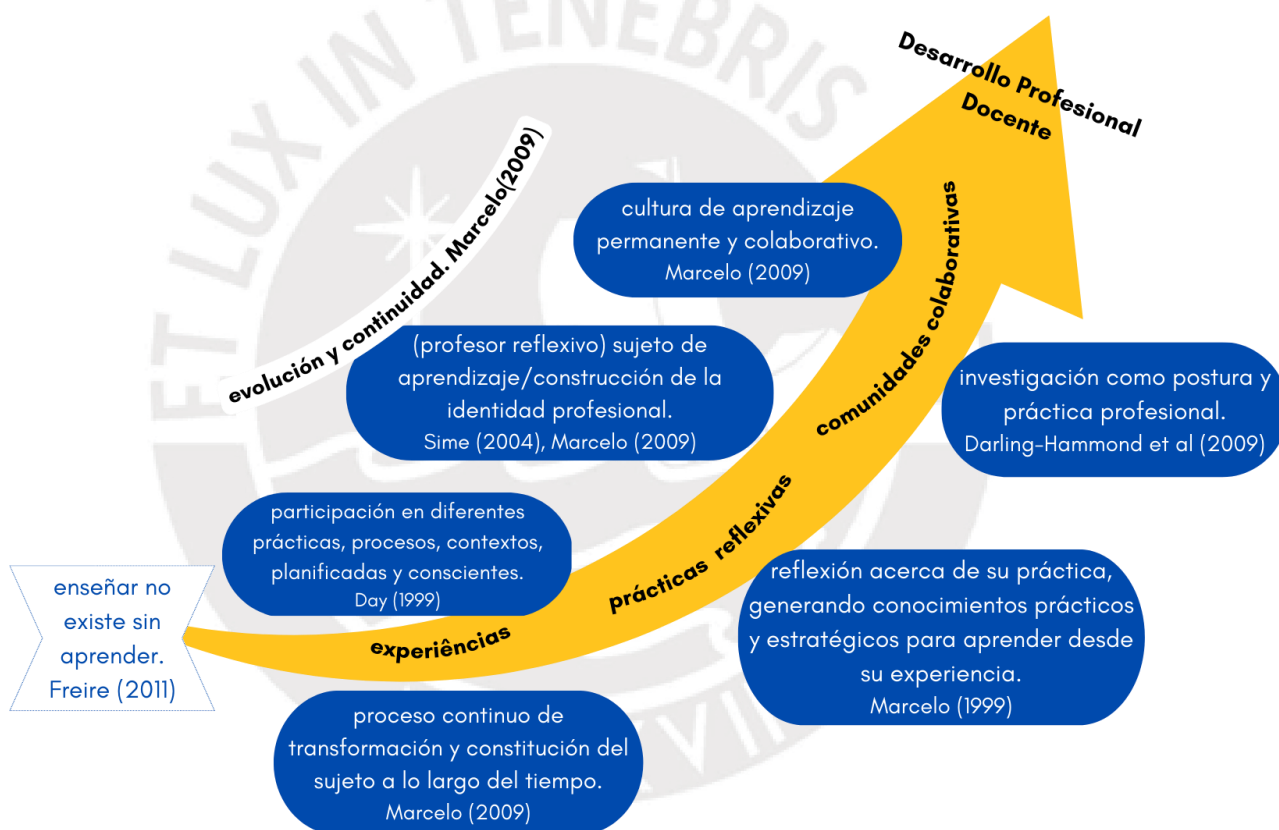 ET LUX IN TENEBRIS
Desarrollo Profesional
Docente
evolución y continuidad. Marcelo(2009)
cultura de aprendizaje
permanente y colaborativo.
Marcelo (2009)
comunidades colaborativas
(profesor reflexivo) sujeto de
aprendizaje/construcción de la
identidad profesional.
Sime (2004), Marcelo (2009)
investigación como postura y
práctica profesional.
Darling-Hammond et al (2009)
prácticas reflexivas
participación en diferentes
prácticas, procesos, contextos,
planificadas y conscientes.
Day (1999)
enseñar no
existe sin
aprender.
Freire (2011)
experiências
reflexión acerca de su práctica,
generando conocimientos prácticos
y estratégicos para aprender desde
su experiencia.
Marcelo (1999)
proceso continuo de
transformación y constitución del
sujeto a lo largo del tiempo.
Marcelo (2009)